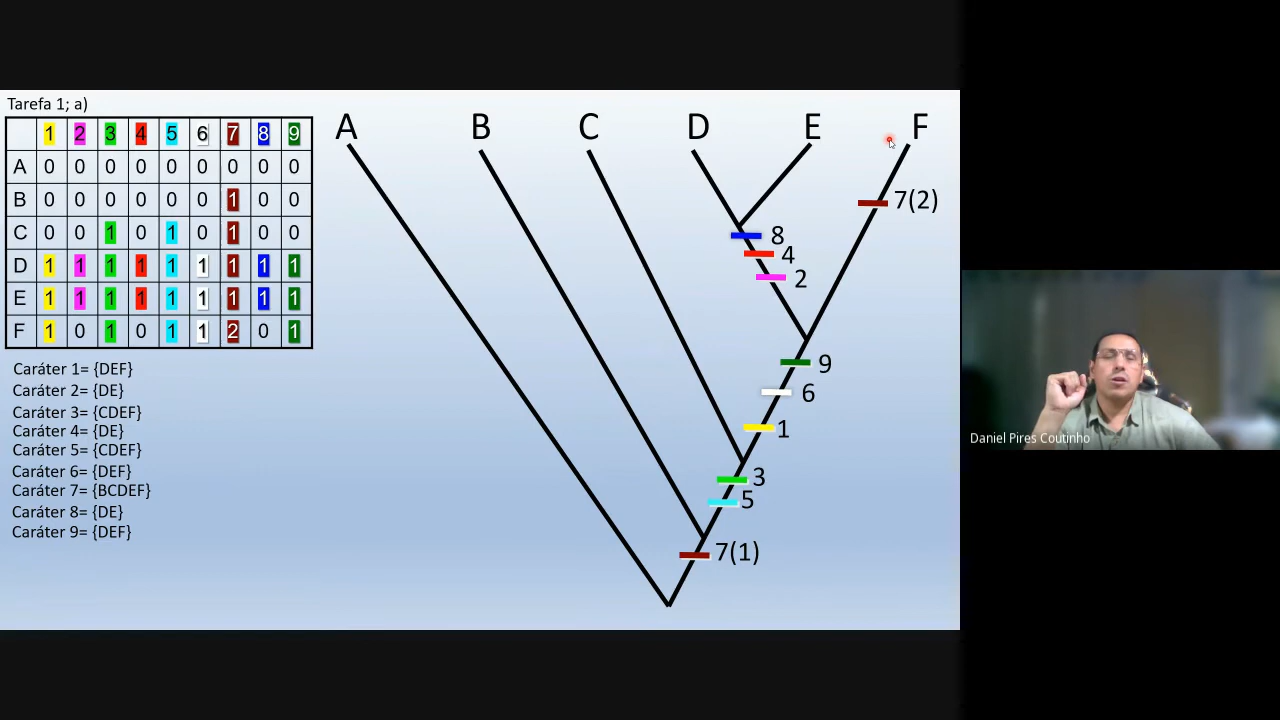 Tarefa 1; a)
A B C D E F
1 2 3 4 5 6 7 8 9
A 0 0 0 0 0 0 0 0 0
B 0 0 0 0 0 0 1 0 0
C 0 0 1 0 1 0 1 0 0
D 1 1 1 1 1 1 1 1 1
E 1 1 1 1 1 1 1 1 1
F 1 0 1 0 1 1 2 0 1
7(2)
8
4
2
9
6
1
3
5
7(1)
Caráter 1= {DEF}
Caráter 2= {DE}
Caráter 3= {CDEF}
Caráter 4= {DE}
Caráter 5= {CDEF}
Caráter 6= {DEF}
Caráter 7= {BCDEF}
Caráter 8= {DE}
Caráter 9= {DEF}
Daniel Pires Coutinho